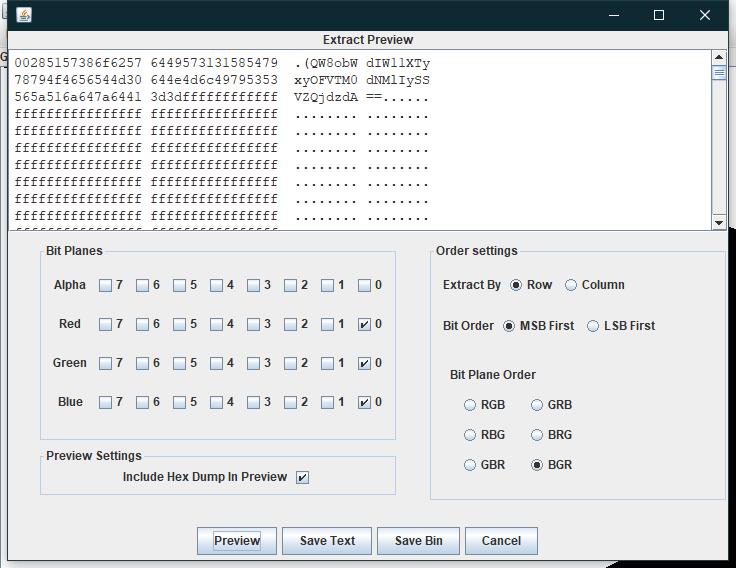 Extract Preview
00285157386f6257 6449573131585479 .(QW8obW dIW11XTy
78794f4656544d30 644e4d6c49795353 xyOFVTM0 dNMlIySS
565a516a647a6441 3d3dffffffffffff VZQjdzdA ==......
ffffffffffffffff ffffffffffffffff ........ ........
ffffffffffffffff ffffffffffffffff ........ ........
ffffffffffffffff ffffffffffffffff ........ ........
ffffffffffffffff ffffffffffffffff ........ ........
ffffffffffffffff ffffffffffffffff ........ ........
ffffffffffffffff ffffffffffffffff ........ ........
ffffffffffffffff ffffffffffffffff ........ ........
Bit Planes
Alpha 7 6 5 4 3 2 1 0
Red 7 6 5 4 3 2 1 0
Green 7 6 5 4 3 2 1 0
Blue 7 6 5 4 3 2 1 0
Preview Settings
Include Hex Dump In Preview
Order settings
Extract By Row Column
Bit Order MSB First LSB First
Bit Plane Order
RGB GRB
RBG BRG
GBR BGR
Preview Save Text Save Bin Cancel